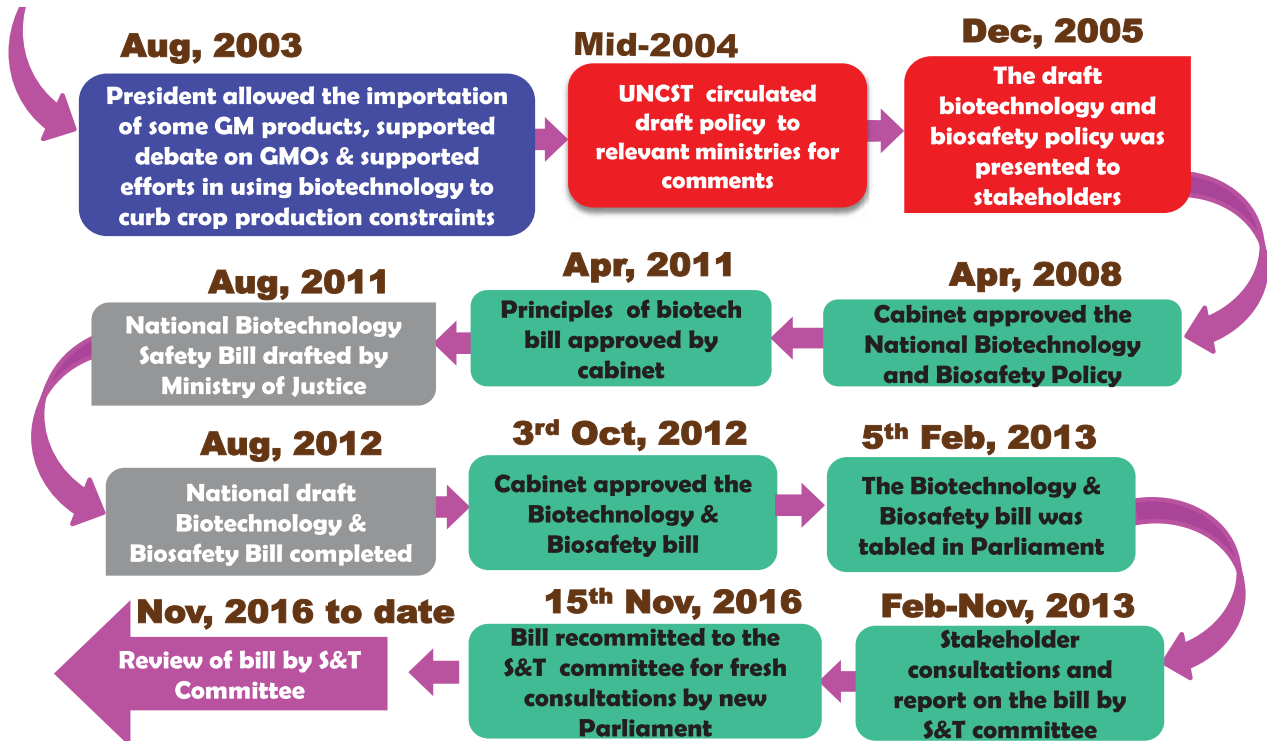 Aug, 2003
President allowed the importation
of some GM products, supported
debate on GMOs & supported
efforts in using biotechnology to
curb crop production constraints
Mid-2004
UNCST circulated
draft policy to
relevant ministries for
comments
Dec, 2005
The draft
biotechnology and
biosafety policy was
presented to
stakeholders
Apr, 2008
Cabinet approved the
National Biotechnology
and Biosafety Policy
Apr, 2011
Principles of biotech
bill approved by
cabinet
Aug, 2011
National Biotechnology
Safety Bill drafted by
Ministry of Justice
Aug, 2012
National draft
Biotechnology &
Biosafety Bill completed
3rd Oct, 2012
Cabinet approved the
Biotechnology &
Biosafety bill
5th Feb, 2013
The Biotechnology &
Biosafety bill was
tabled in Parliament
Feb-Nov, 2013
Stakeholder
consultations and
report on the bill by
S&T committee
15th Nov, 2016
Bill recommitted to the
S&T committee for fresh
consultations by new
Parliament
Nov, 2016 to date
Review of bill by S&T
Committee